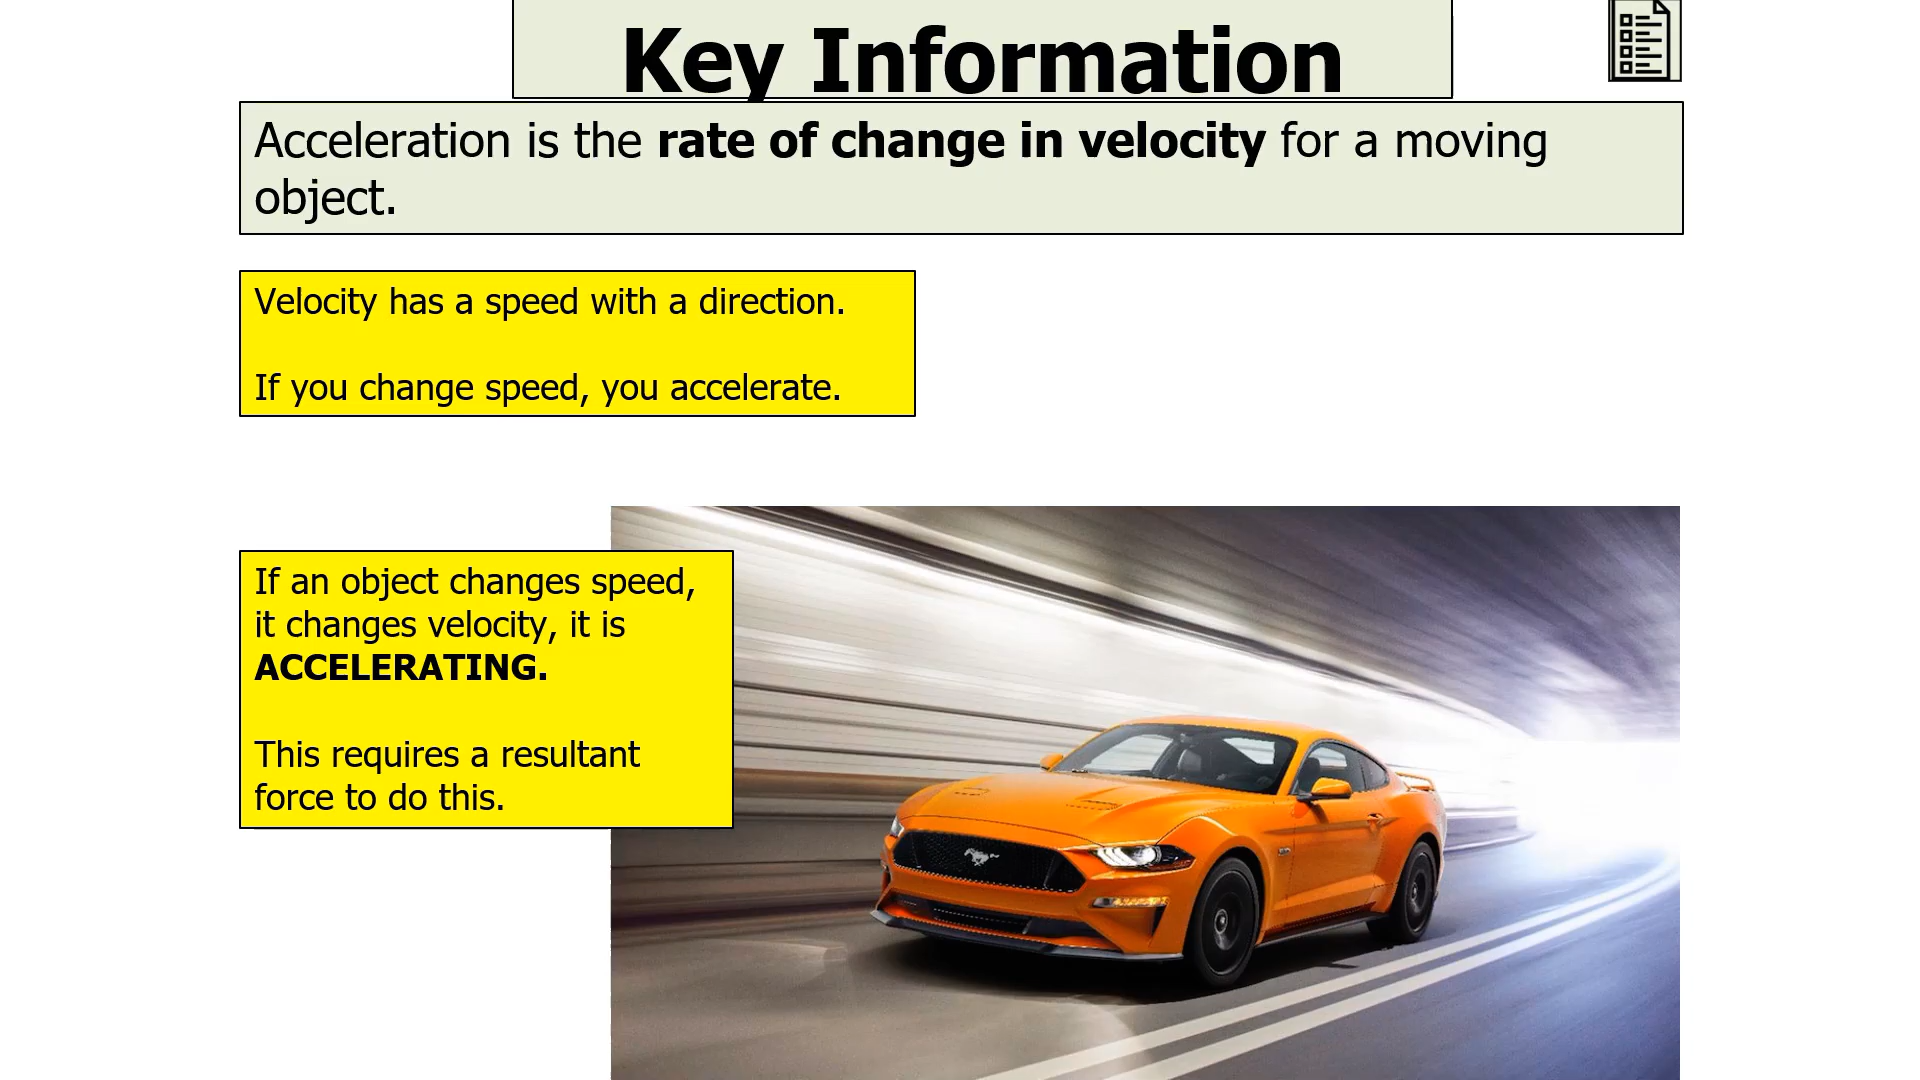 Key Information
Acceleration is the rate of change in velocity for a moving
object.
Velocity has a speed with a direction.
If you change speed, you accelerate.
If an object changes speed,
it changes velocity, it is
ACCELERATING.
This requires a resultant
force to do this.